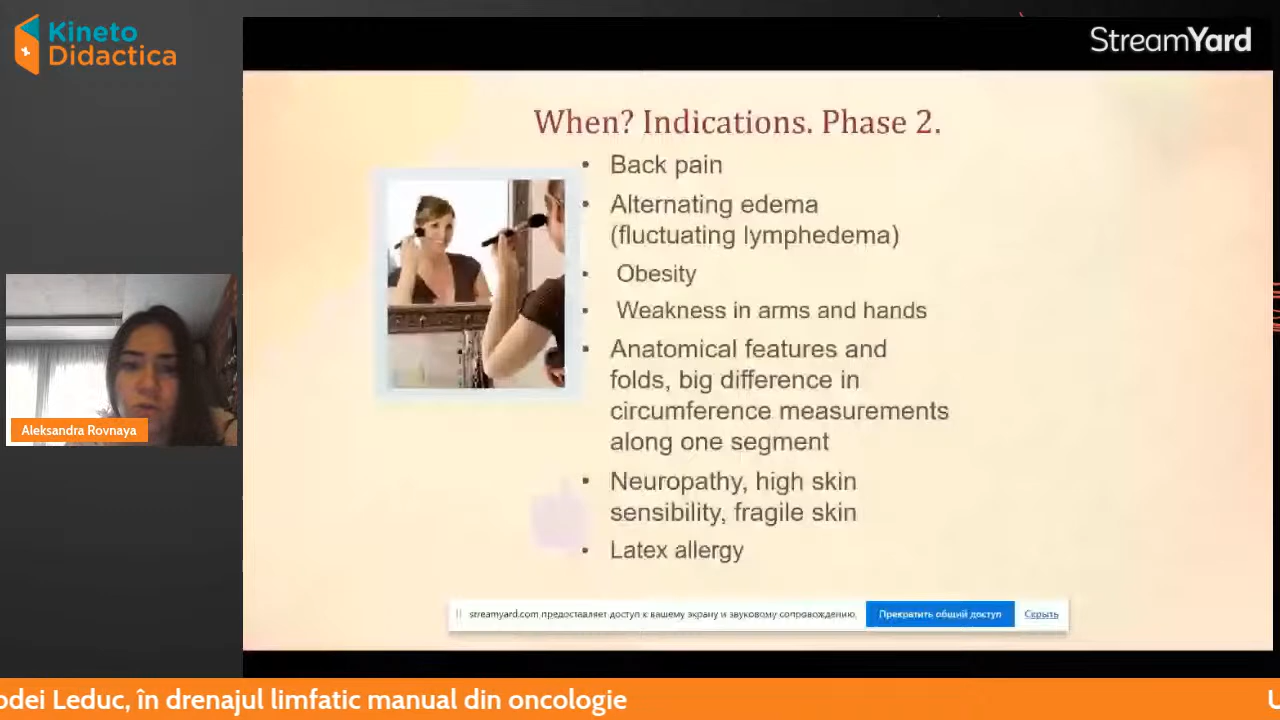 Kineto
Didactica
StreamYard
When? Indications. Phase 2.
• Back pain
• Alternating edema
(fluctuating lymphedema)
• Obesity
• Weakness in arms and hands
• Anatomical features and
folds, big difference in
circumference measurements
along one segment
• Neuropathy, high skin
sensibility, fragile skin
• Latex allergy
Aleksandra Rovnaya
streamyard.com предоставляет доступ к вашему экрану и звуковому сопровождению.
Прекратить общий доступ
Скрыть
odei Leduc, în drenajul limfatic manual din oncologie
U